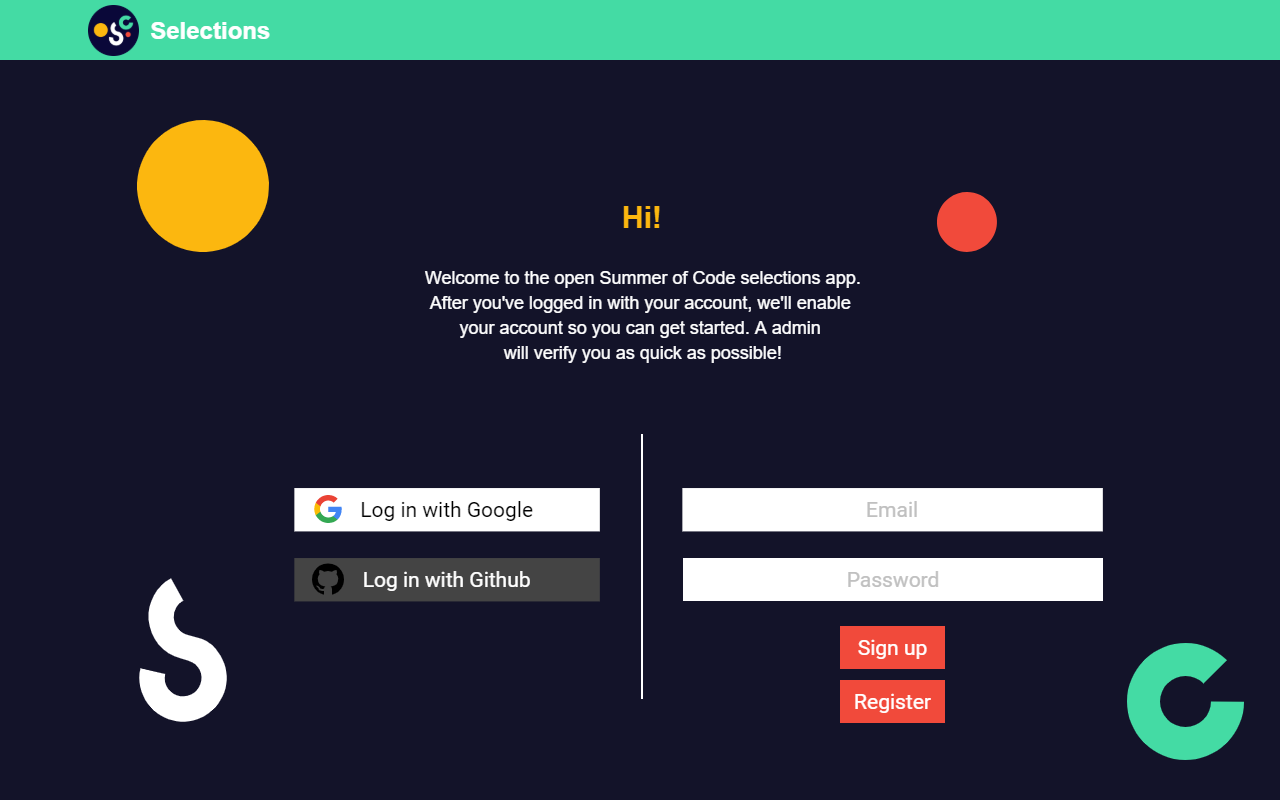 Selections
Hi!
Welcome to the open Summer of Code selections app.
After you've logged in with your account, we'll enable
your account so you can get started. A admin
will verify you as quick as possible!
Log in with Google
Log in with Github
Email
Password
Sign up
Register